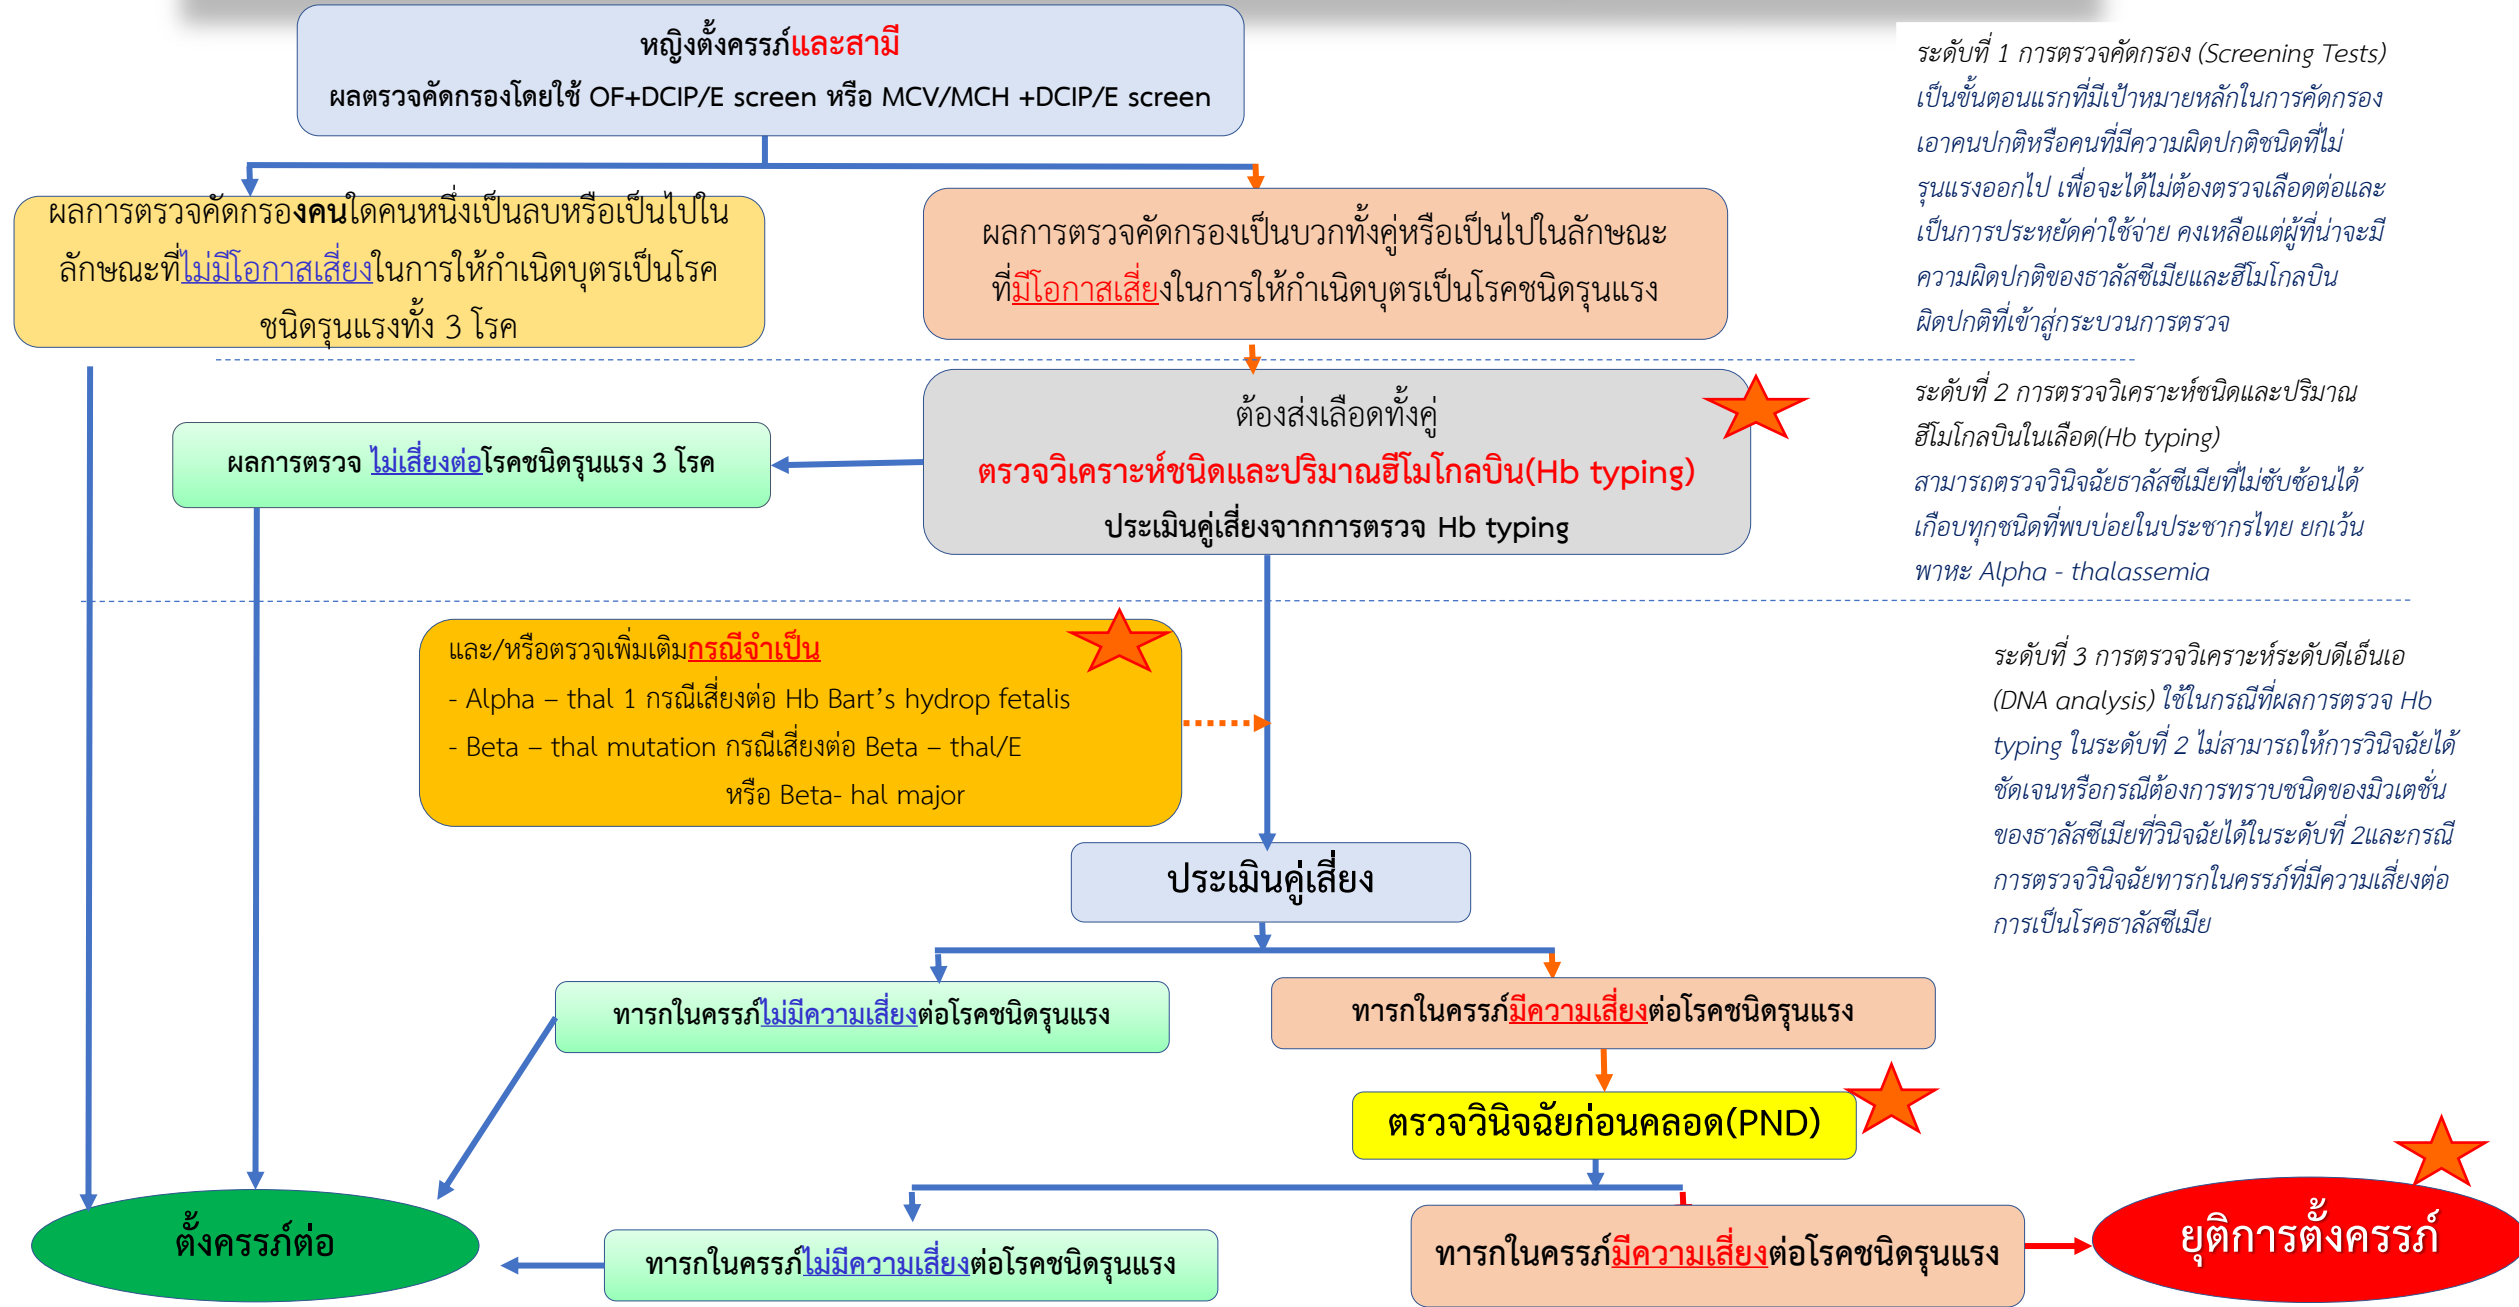 หญิงตั้งครรภ์และสามี
ผลตรวจคัดกรองโดยใช้ OF+DCIP/E screen หรือ MCV/MCH +DCIP/E screen
ระดับที่ 1 การตรวจคัดกรอง (Screening Tests)
เป็นขั้นตอนแรกที่มีเป้าหมายหลักในการคัดกรอง
เอาคนปกติหรือคนที่มีความผิดปกติชนิดที่ไม่
รุนแรงออกไป เพื่อจะได้ไม่ต้องตรวจเลือดต่อและ
เป็นการประหยัดค่าใช้จ่าย คงเหลือแต่ผู้ที่น่าจะมี
ความผิดปกติของธาลัสซีเมียและฮีโมโกลบิน
ผิดปกติที่เข้าสู่กระบวนการตรวจ
ผลการตรวจคัดกรองคนใดคนหนึ่งเป็นลบหรือเป็นไปใน
ลักษณะที่ไม่มีโอกาสเสี่ยงในการให้กำเนิดบุตรเป็นโรค
ชนิดรุนแรงทั้ง 3 โรค
ผลการตรวจคัดกรองเป็นบวกทั้งคู่หรือเป็นไปในลักษณะ
ที่มีโอกาสเสี่ยงในการให้กำเนิดบุตรเป็นโรคชนิดรุนแรง
ต้องส่งเลือดทั้งคู่
ตรวจวิเคราะห์ชนิดและปริมาณฮีโมโกลบิน(Hb typing)
ประเมินคู่เสี่ยงจากการตรวจ Hb typing
ผลการตรวจ ไม่เสี่ยงต่อโรคชนิดรุนแรง 3 โรค
ระดับที่ 2 การตรวจวิเคราะห์ชนิดและปริมาณ
ฮีโมโกลบินในเลือด(Hb typing)
สามารถตรวจวินิจฉัยธาลัสซีเมียที่ไม่ซับซ้อนได้
เกือบทุกชนิดที่พบบ่อยในประชากรไทย ยกเว้น
พาหะ Alpha - thalassemia
และ/หรือตรวจเพิ่มเติมกรณีจำเป็น
- Alpha – thal 1 กรณีเสี่ยงต่อ Hb Bart’s hydrop fetalis
- Beta – thal mutation กรณีเสี่ยงต่อ Beta – thal/E
หรือ Beta- hal major
ระดับที่ 3 การตรวจวิเคราะห์ระดับดีเอ็นเอ
(DNA analysis) ใช้ในกรณีที่ผลการตรวจ Hb
typing ในระดับที่ 2 ไม่สามารถให้การวินิจฉัยได้
ชัดเจนหรือกรณีต้องการทราบชนิดของมิวเตชั่น
ของธาลัสซีเมียที่วินิจฉัยได้ในระดับที่ 2และกรณี
การตรวจวินิจฉัยทารกในครรภ์ที่มีความเสี่ยงต่อ
การเป็นโรคธาลัสซีเมีย
ประเมินคู่เสี่ยง
ทารกในครรภ์ไม่มีความเสี่ยงต่อโรคชนิดรุนแรง
ทารกในครรภ์มีความเสี่ยงต่อโรคชนิดรุนแรง
ตรวจวินิจฉัยก่อนคลอด(PND)
ตั้งครรภ์ต่อ
ทารกในครรภ์ไม่มีความเสี่ยงต่อโรคชนิดรุนแรง
ทารกในครรภ์มีความเสี่ยงต่อโรคชนิดรุนแรง
ยุติการตั้งครรภ์